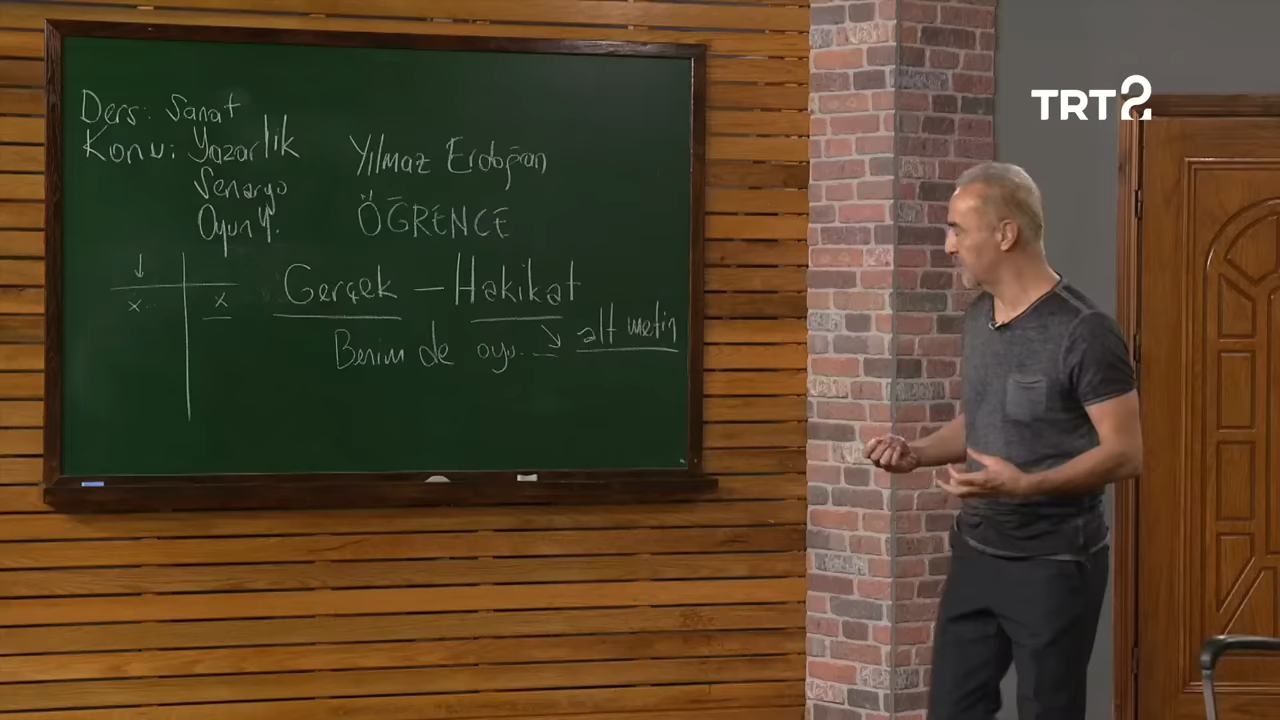 Ders: Sanat
Konu: Yazarlık
Senaryo
Oyun Y.
Yılmaz Erdoğan
ÖĞRENCE
Gerçek — Hakikat
Benim de oyu. → alt metin
x x
TRT2